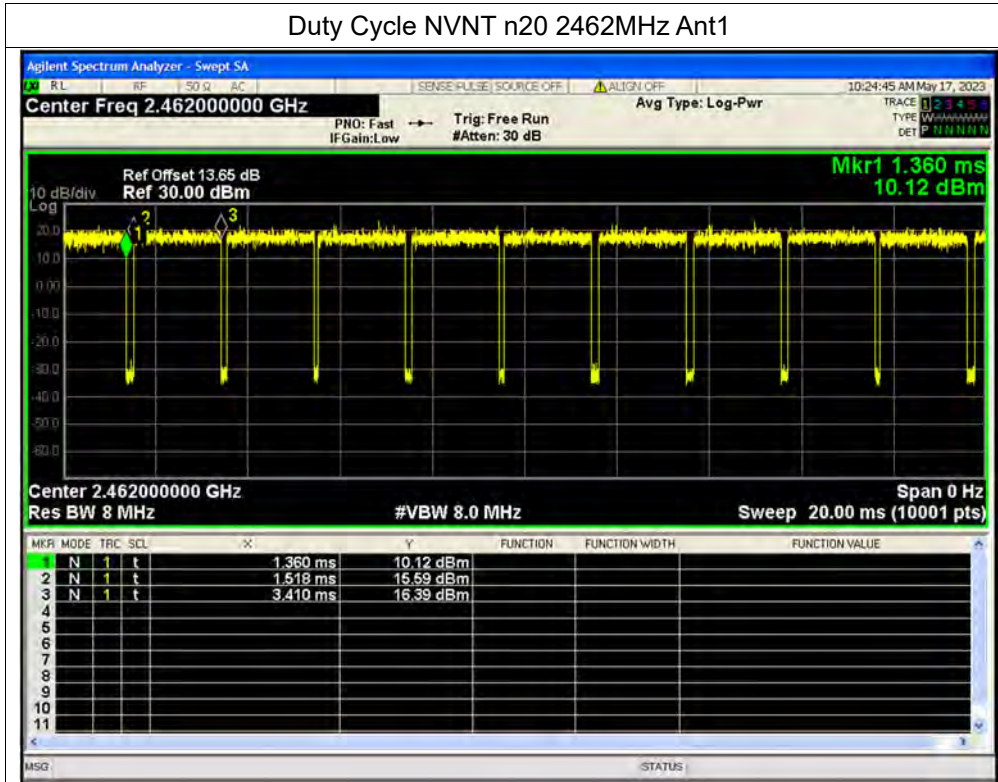 Duty Cycle NVNT n20 2462MHz Ant1
Agilent Spectrum Analyzer - Swept SA
LXI RL RF 50 Ω AC SENSE:PULSE SOURCE OFF ALIGN OFF 10:24:45 AM May 17, 2023
Center Freq 2.462000000 GHz Avg Type: Log-Pwr TRACE 1 2 3 4 5 6
PNO: Fast Trig: Free Run TYPE W
IFGain:Low #Atten: 30 dB DET P N N N N N
Mkr1 1.360 ms
Ref Offset 13.65 dB
10 dB/div Ref 30.00 dBm 10.12 dBm
Log
20.0
10.0
0.00
-10.0
-20.0
-30.0
-40.0
-50.0
-60.0
1
2
3
Center 2.462000000 GHz Span 0 Hz
Res BW 8 MHz #VBW 8.0 MHz Sweep 20.00 ms (10001 pts)
MKR MODE TRC SCL X Y FUNCTION FUNCTION WIDTH FUNCTION VALUE
1 N 1 t 1.360 ms 10.12 dBm
2 N 1 t 1.518 ms 15.59 dBm
3 N 1 t 3.410 ms 16.39 dBm
4
5
6
7
8
9
10
11
MSG STATUS